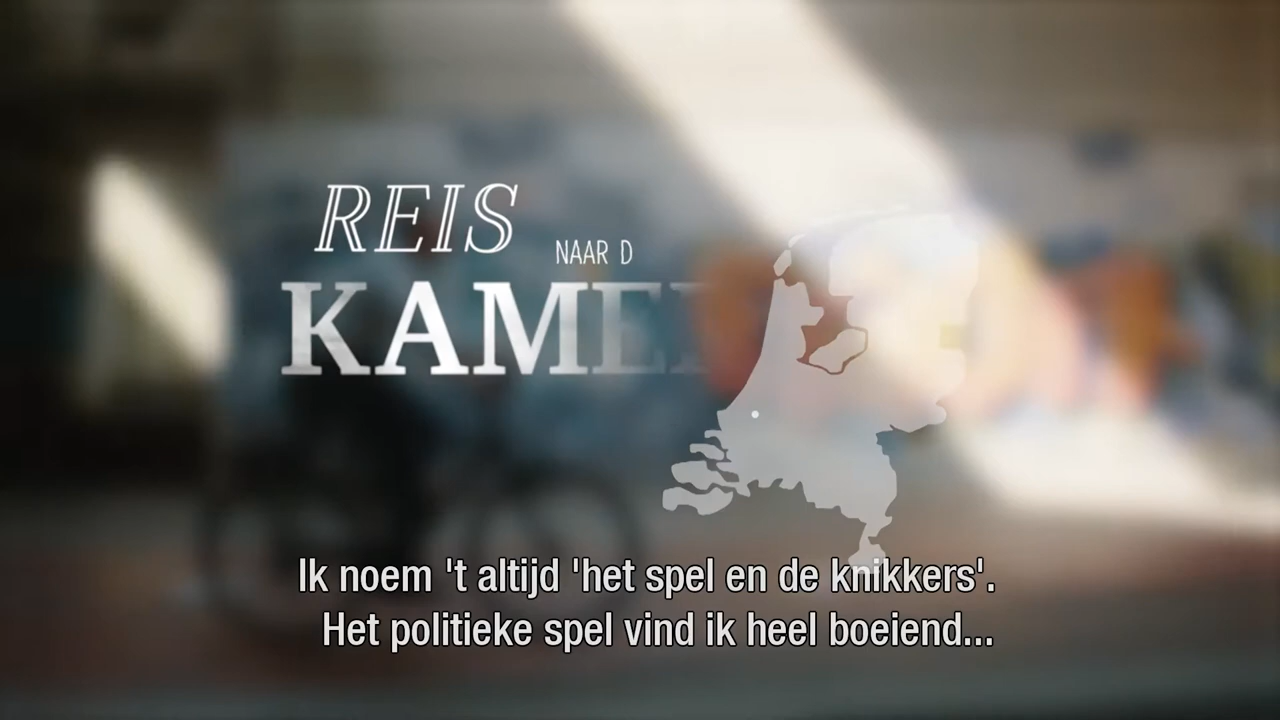 REIS
NAAR D
KAME
Ik noem 't altijd 'het spel en de knikkers'.
Het politieke spel vind ik heel boeiend...